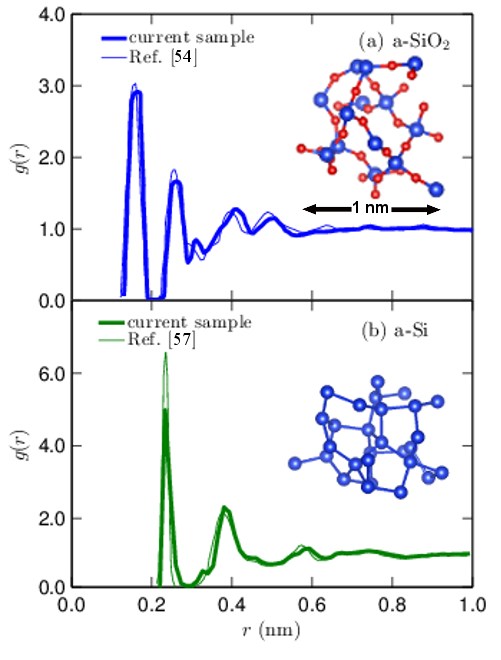 4.0
current sample
Ref. [54]
(a) a-SiO₂
3.0
g(r)
2.0
1 nm
1.0
0.0
current sample
Ref. [57]
(b) a-Si
6.0
g(r)
4.0
2.0
0.0
0.0 0.2 0.4 0.6 0.8 1.0
r (nm)